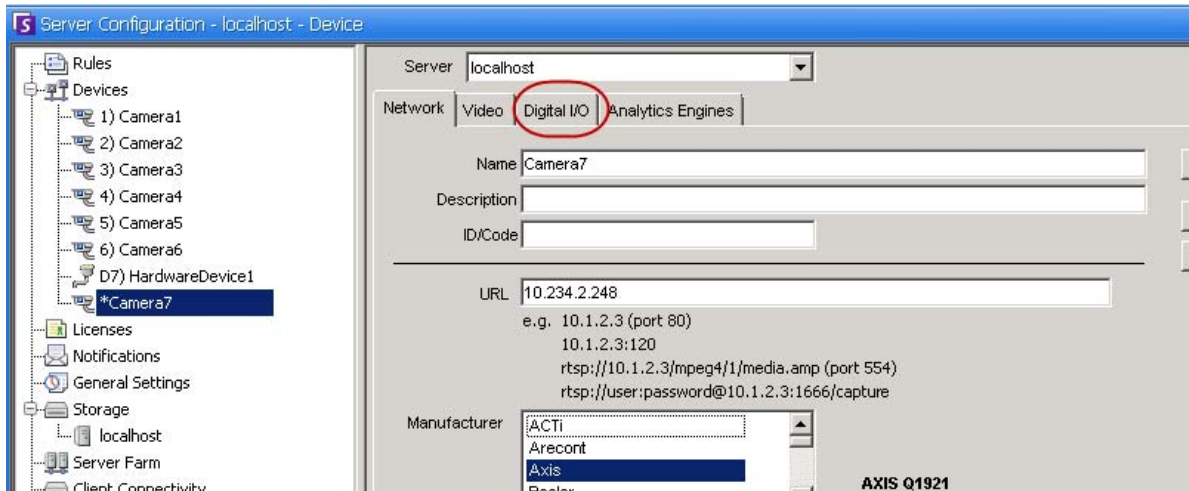 Server Configuration - localhost - Device
Rules
Devices
1) Camera1
2) Camera2
3) Camera3
4) Camera4
5) Camera5
6) Camera6
D7) HardwareDevice1
*Camera7
Licenses
Notifications
General Settings
Storage
localhost
Server Farm
Client Connectivity
Server localhost
Network Video Digital I/O Analytics Engines
Name Camera7
Description
ID/Code
URL 10.234.2.248
e.g. 10.1.2.3 (port 80)
10.1.2.3:120
rtsp://10.1.2.3/mpeg4/1/media.amp (port 554)
rtsp://user:password@10.1.2.3:1666/capture
Manufacturer ACTi
Arecont
Axis
AXIS Q1921